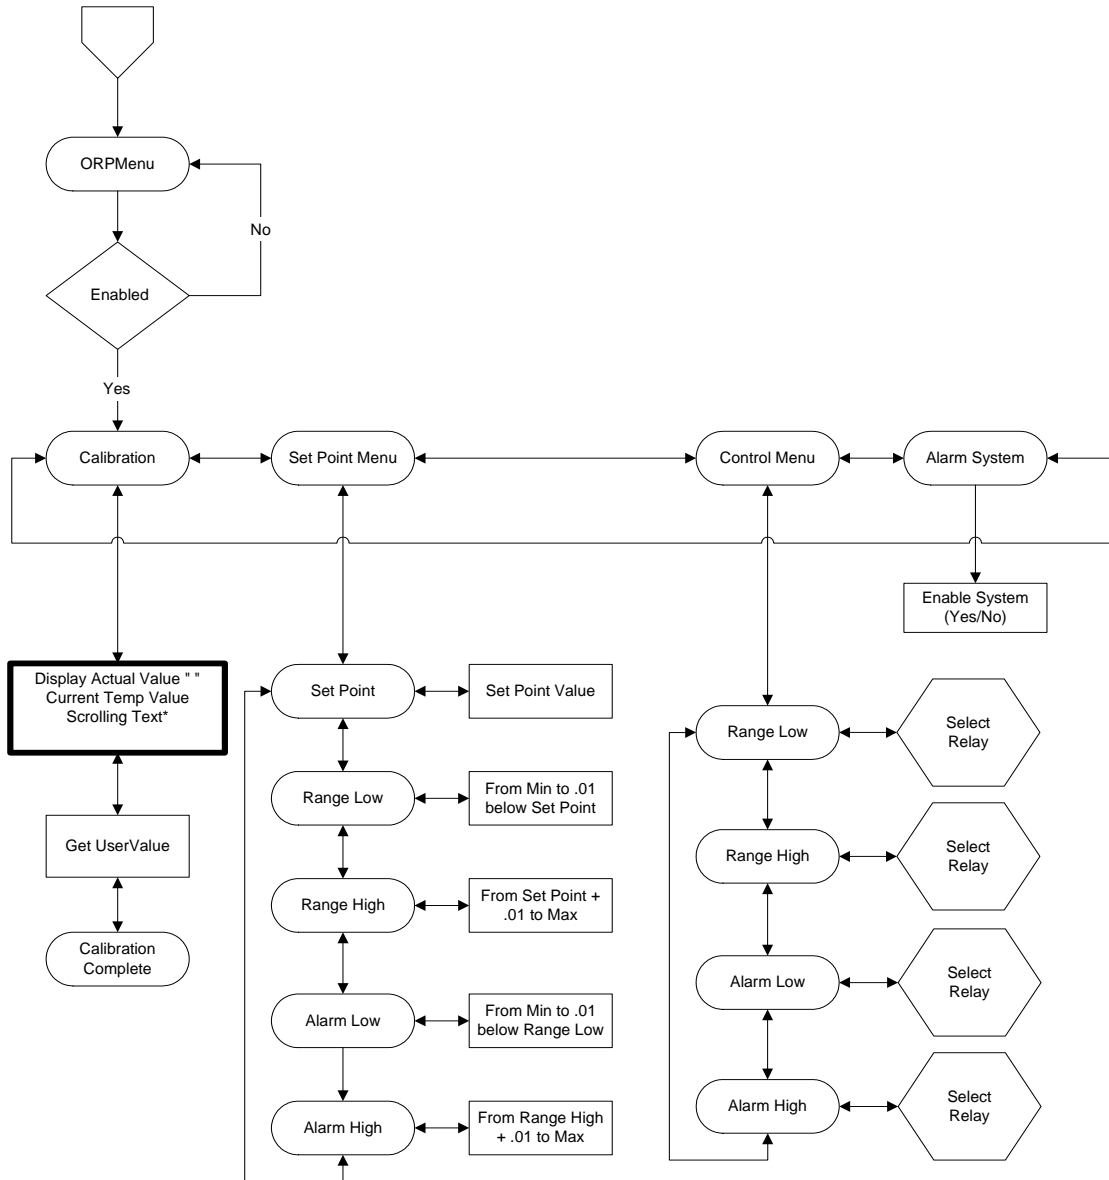 ORPMenu
No
Enabled
Yes
Calibration
Set Point Menu
Control Menu
Alarm System
Enable System
(Yes/No)
Display Actual Value " "
Current Temp Value
Scrolling Text*
Set Point
Set Point Value
Range Low
Select
Relay
Range Low
From Min to .01
below Set Point
Get UserValue
Range High
Select
Relay
Range High
From Set Point +
.01 to Max
Calibration
Complete
Alarm Low
Select
Relay
Alarm Low
From Min to .01
below Range Low
Alarm High
Select
Relay
Alarm High
From Range High
+ .01 to Max